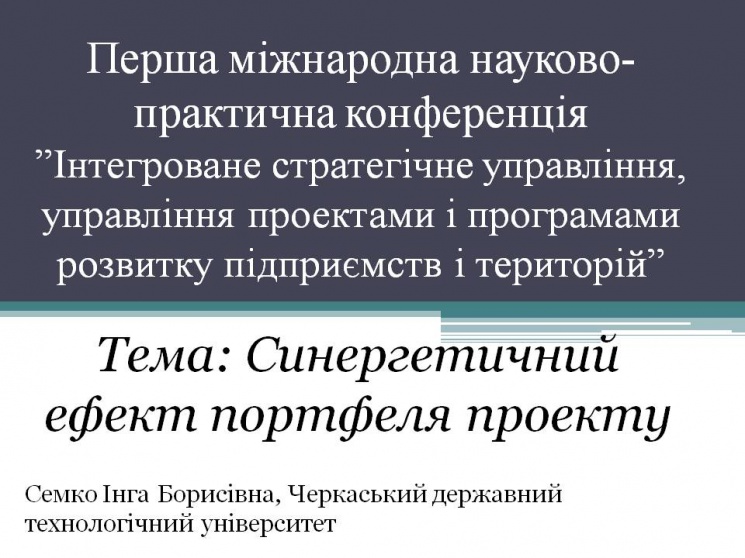 Перша міжнародна науково-
практична конференція
”Інтегроване стратегічне управління,
управління проектами і програмами
розвитку підприємств і територій”
Тема: Синергетичний
ефект портфеля проекту
Семко Інга Борисівна, Черкаський державний
технологічний університет